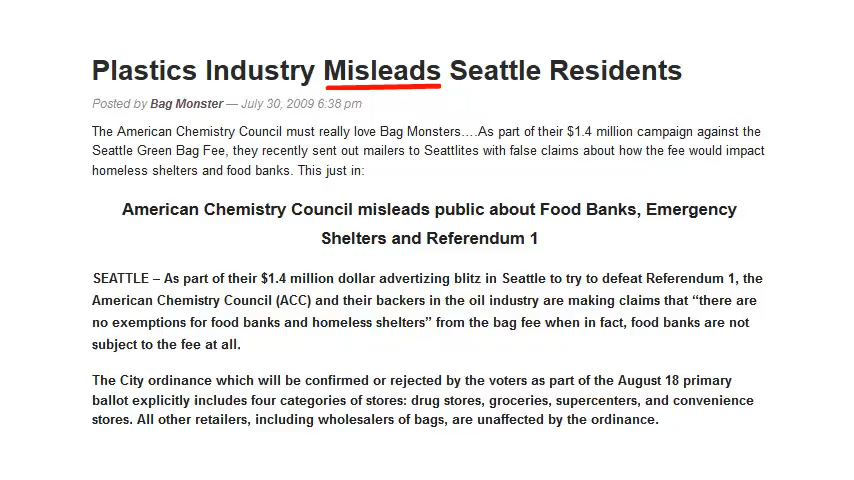 Plastics Industry Misleads Seattle Residents
Posted by Bag Monster — July 30, 2009 6:38 pm
The American Chemistry Council must really love Bag Monsters….As part of their $1.4 million campaign against the
Seattle Green Bag Fee, they recently sent out mailers to Seattlites with false claims about how the fee would impact
homeless shelters and food banks. This just in:
American Chemistry Council misleads public about Food Banks, Emergency
Shelters and Referendum 1
SEATTLE – As part of their $1.4 million dollar advertizing blitz in Seattle to try to defeat Referendum 1, the
American Chemistry Council (ACC) and their backers in the oil industry are making claims that “there are
no exemptions for food banks and homeless shelters” from the bag fee when in fact, food banks are not
subject to the fee at all.
The City ordinance which will be confirmed or rejected by the voters as part of the August 18 primary
ballot explicitly includes four categories of stores: drug stores, groceries, supercenters, and convenience
stores. All other retailers, including wholesalers of bags, are unaffected by the ordinance.